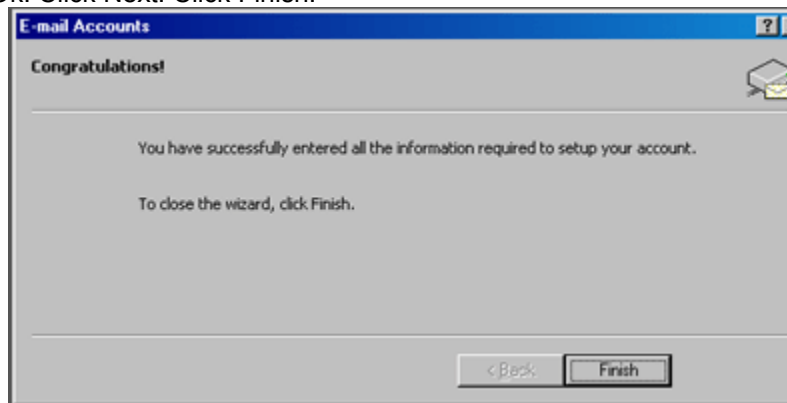 OK. Click Next. Click Finish.
E-mail Accounts
Congratulations!
You have successfully entered all the information required to setup your account.
To close the wizard, click Finish.
< Back
Finish